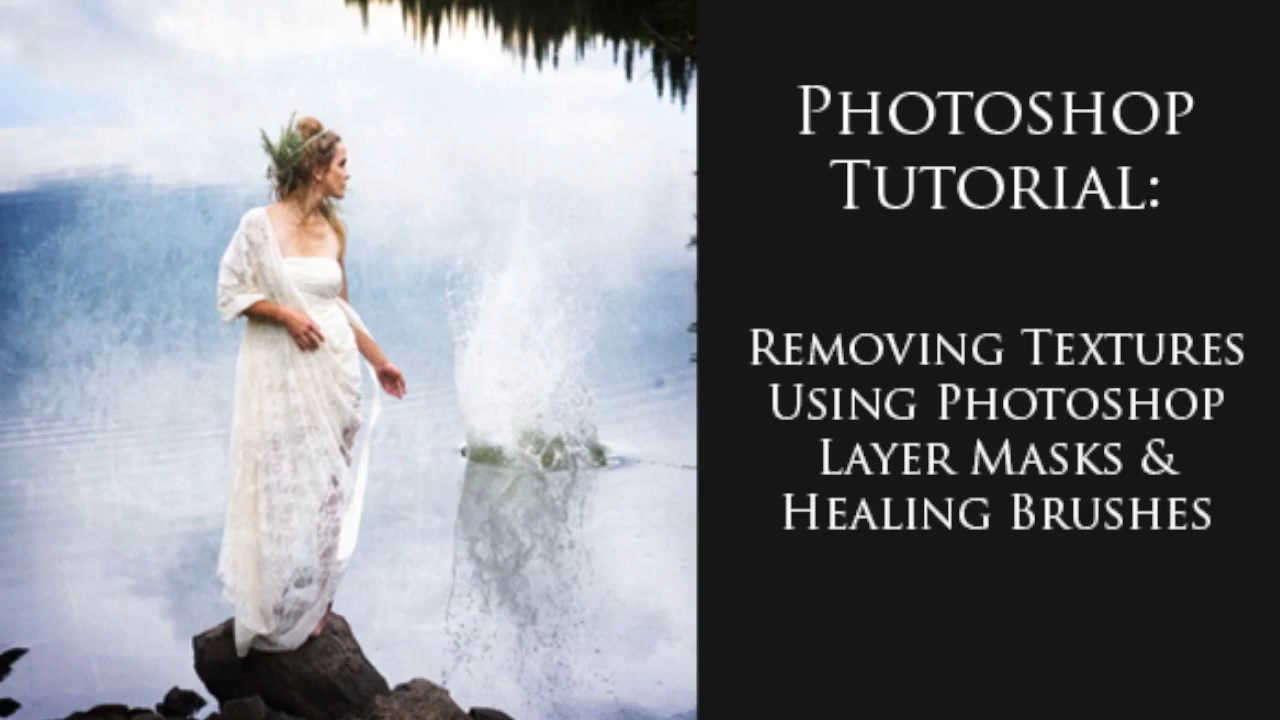 Photoshop
Tutorial:
Removing Textures
Using Photoshop
Layer Masks &
Healing Brushes